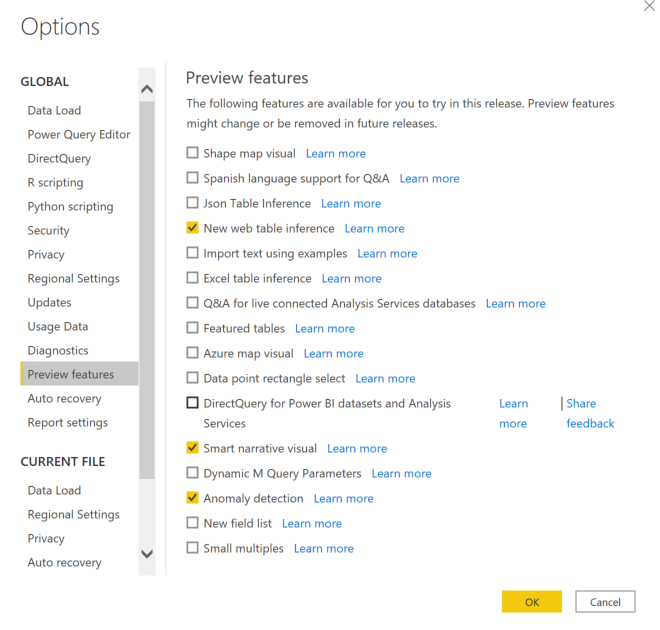 Options
GLOBAL
Data Load
Power Query Editor
DirectQuery
R scripting
Python scripting
Security
Privacy
Regional Settings
Updates
Usage Data
Diagnostics
Preview features
Auto recovery
Report settings
CURRENT FILE
Data Load
Regional Settings
Privacy
Auto recovery
Preview features
The following features are available for you to try in this release. Preview features
might change or be removed in future releases.
Shape map visual Learn more
Spanish language support for Q&A Learn more
Json Table Inference Learn more
New web table inference Learn more
Import text using examples Learn more
Excel table inference Learn more
Q&A for live connected Analysis Services databases Learn more
Featured tables Learn more
Azure map visual Learn more
Data point rectangle select Learn more
DirectQuery for Power BI datasets and Analysis Learn | Share
Services more feedback
Smart narrative visual Learn more
Dynamic M Query Parameters Learn more
Anomaly detection Learn more
New field list Learn more
Small multiples Learn more
OK Cancel